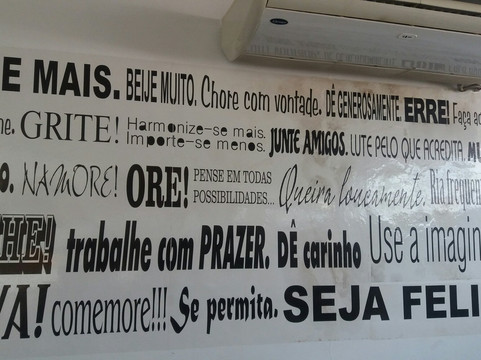 E MAIS. BEIJE MUITO. Chore com vontade. DÊ GENEROSAMENTE. ERRE! Faça
GRITE! Harmonize-se mais. Importe-se menos. JUNTE AMIGOS. LUTE PELO QUE ACREDITA.
NAMORE! ORE! PENSE EM TODAS POSSIBILIDADES... Queira loucamente. Ria
trabalhe com PRAZER. DÊ carinho Use a
comemore!!! Se permita. SEJA